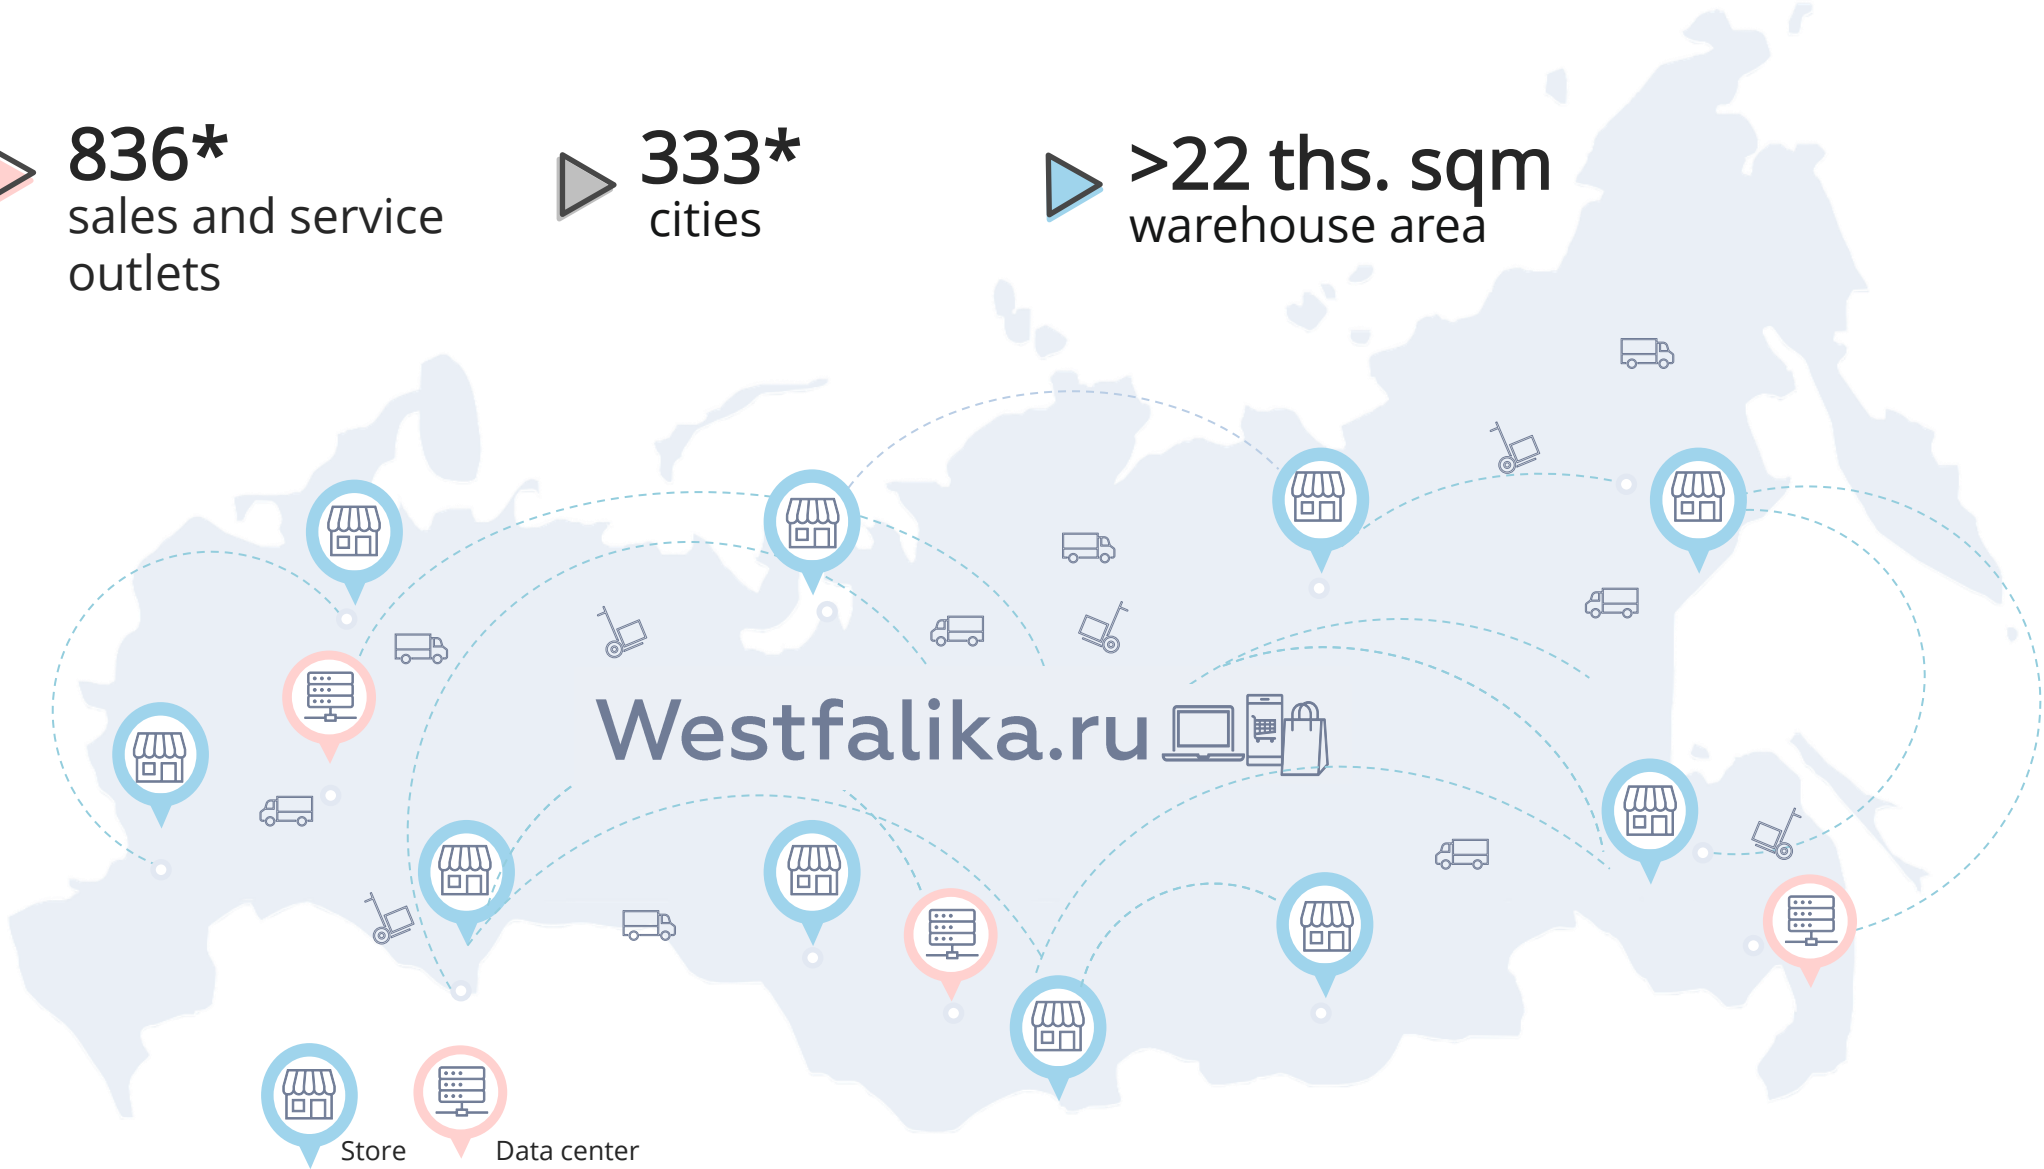 836*
sales and service
outlets
333*
cities
>22 ths. sqm
warehouse area
Westfalika.ru
Store
Data center